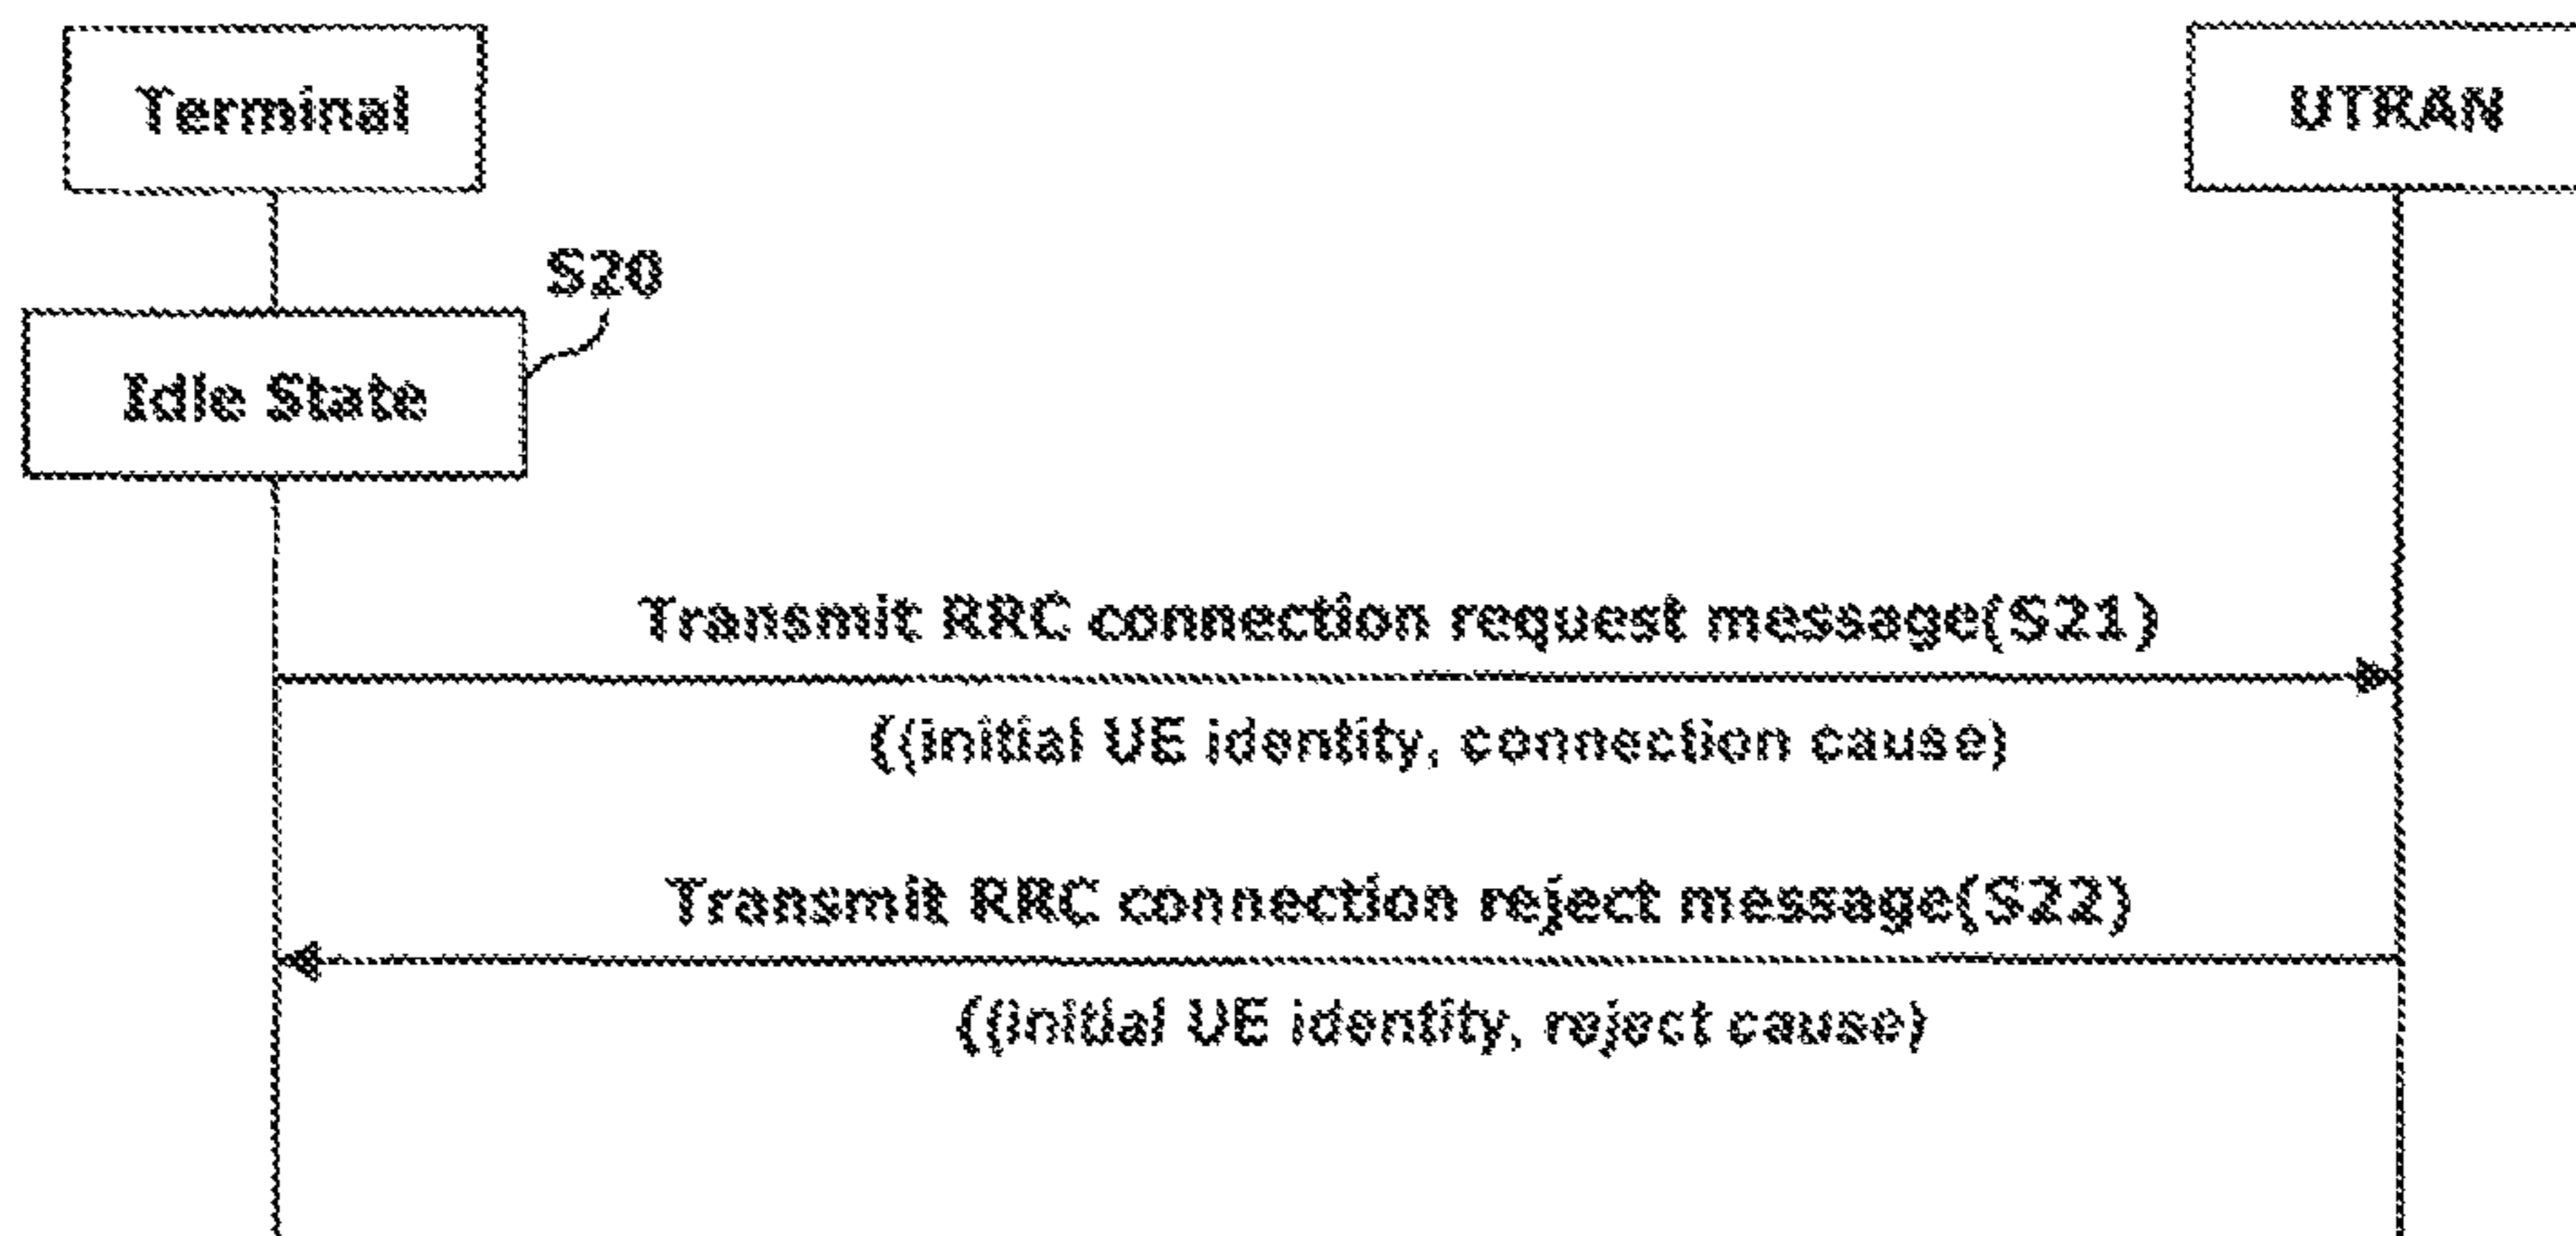 Terminal
UTRAN
S20
Idle State
Transmit RRC connection request message(S21)
((initial UE identity, connection cause)
Transmit RRC connection reject message(S22)
((initial UE identity, reject cause)